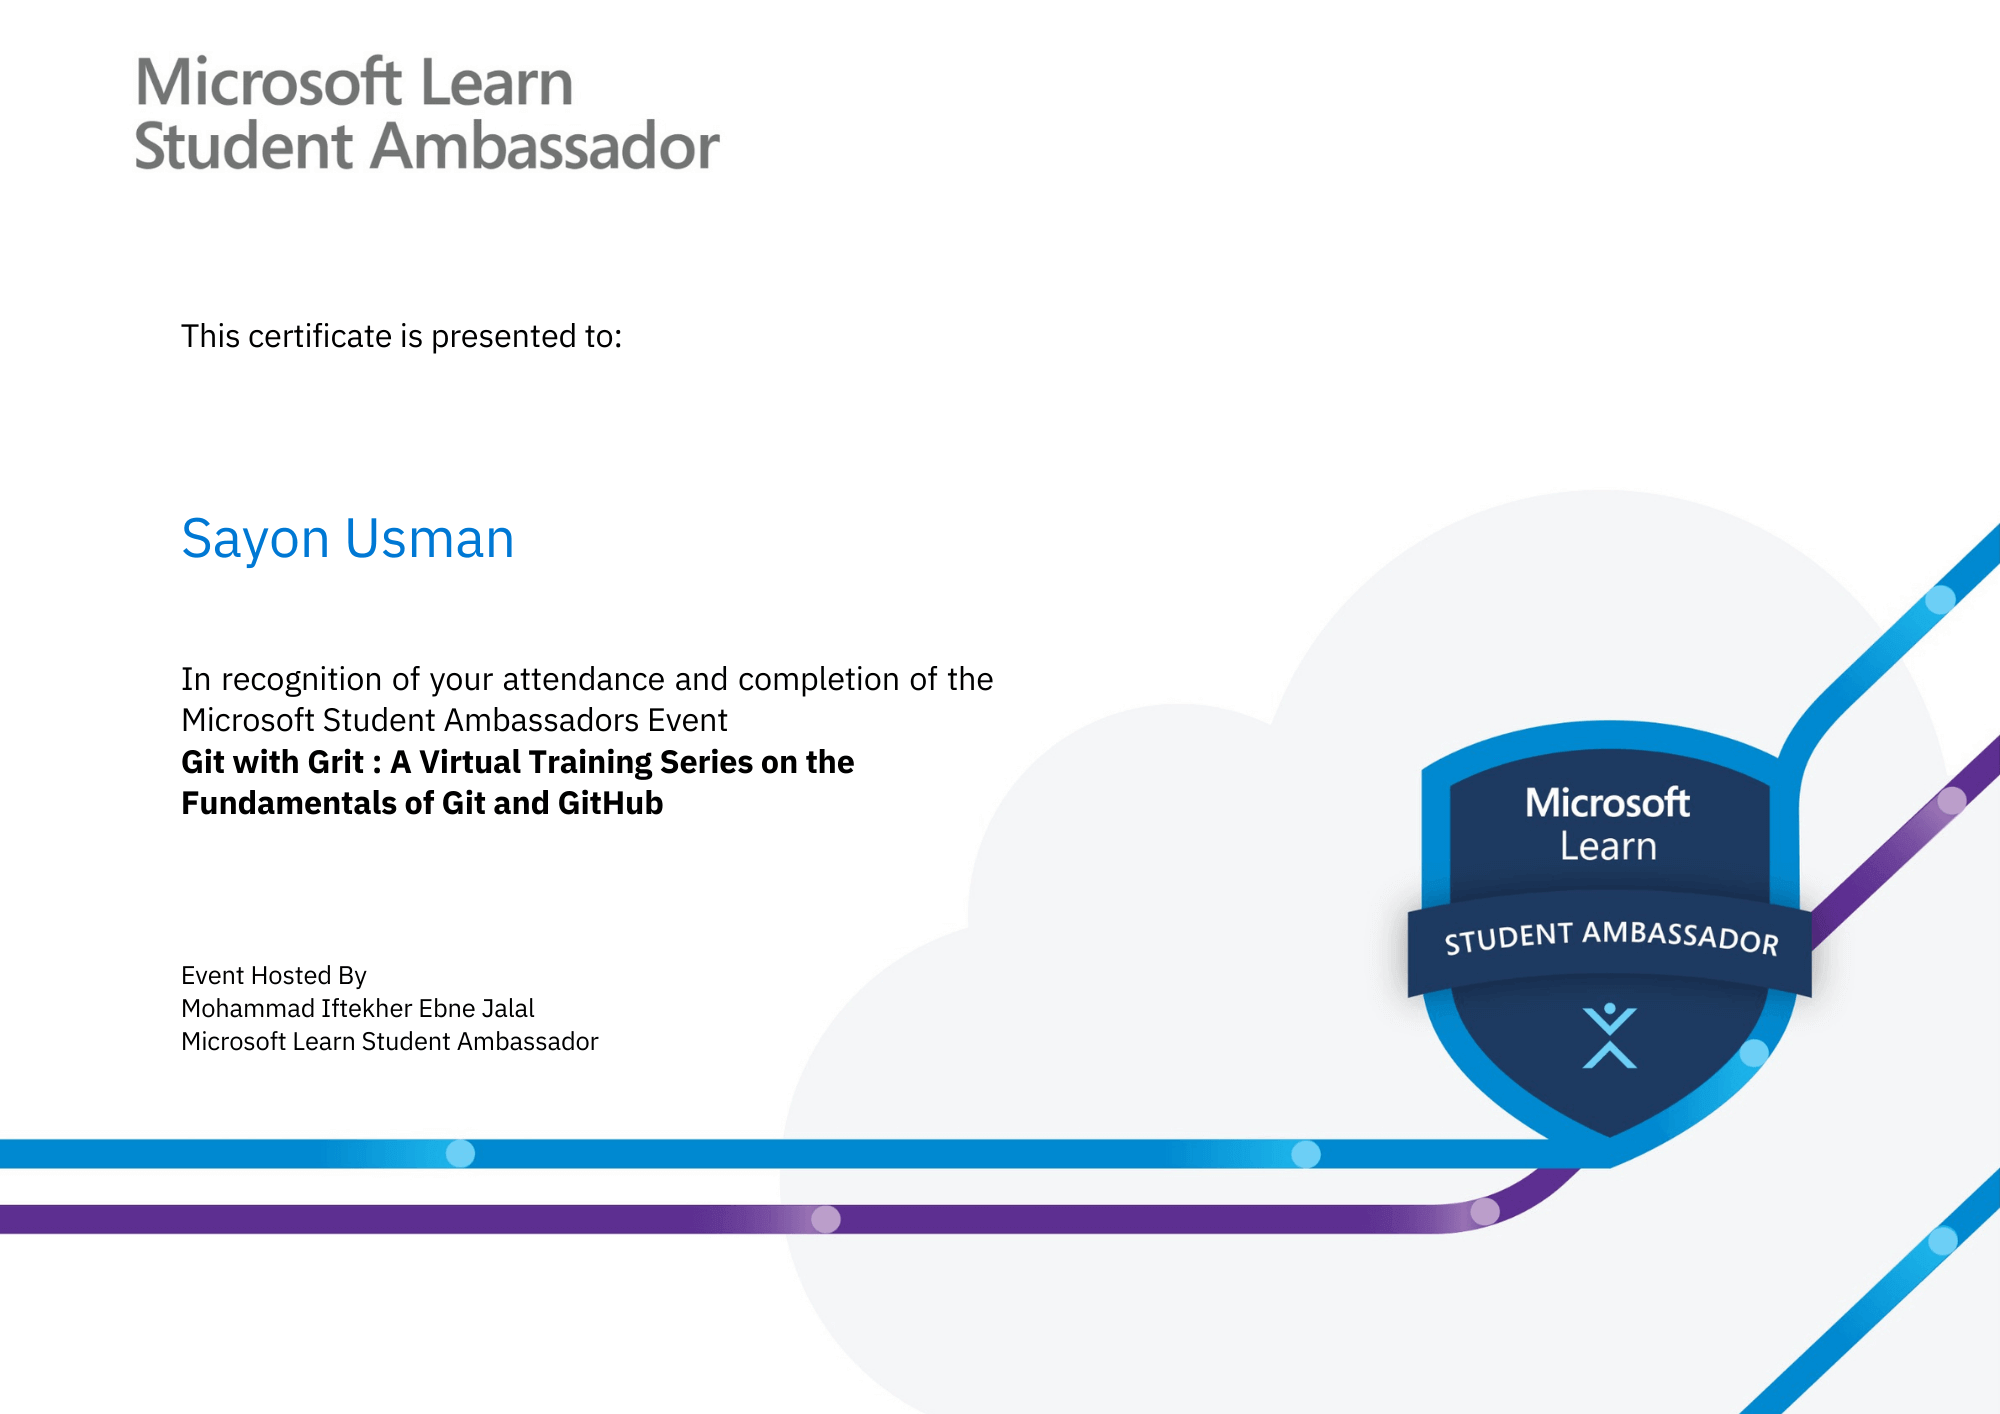 Microsoft Learn
Student Ambassador
This certificate is presented to:
Sayon Usman
In recognition of your attendance and completion of the
Microsoft Student Ambassadors Event
Git with Grit : A Virtual Training Series on the
Fundamentals of Git and GitHub
Event Hosted By
Mohammad Iftekher Ebne Jalal
Microsoft Learn Student Ambassador
Microsoft
Learn
STUDENT AMBASSADOR